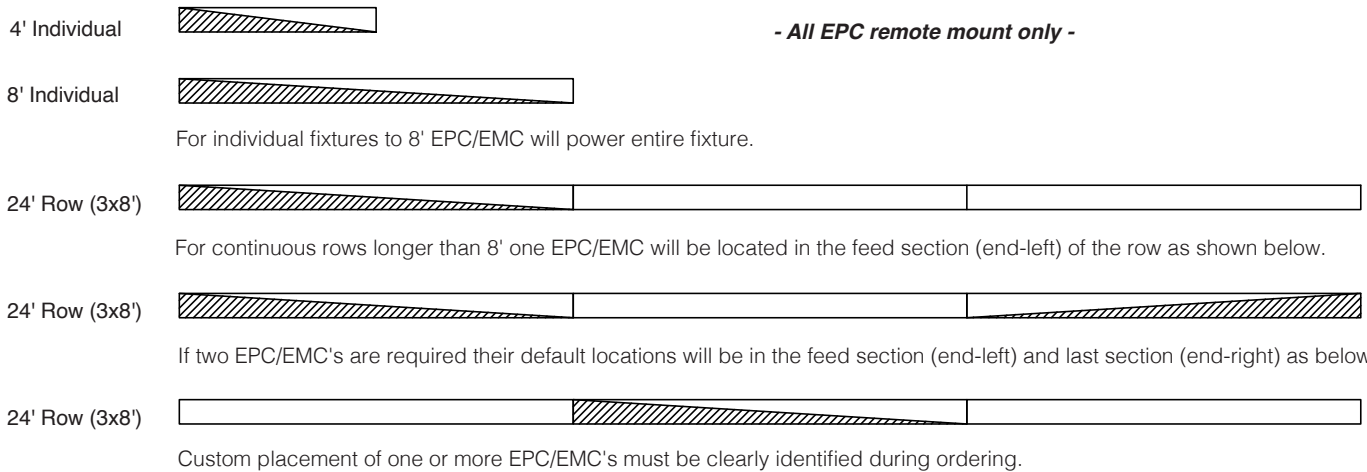 4' Individual
- All EPC remote mount only -
8' Individual
For individual fixtures to 8' EPC/EMC will power entire fixture.
24' Row (3x8')
For continuous rows longer than 8' one EPC/EMC will be located in the feed section (end-left) of the row as shown below.
24' Row (3x8')
If two EPC/EMC's are required their default locations will be in the feed section (end-left) and last section (end-right) as below
24' Row (3x8')
Custom placement of one or more EPC/EMC's must be clearly identified during ordering.